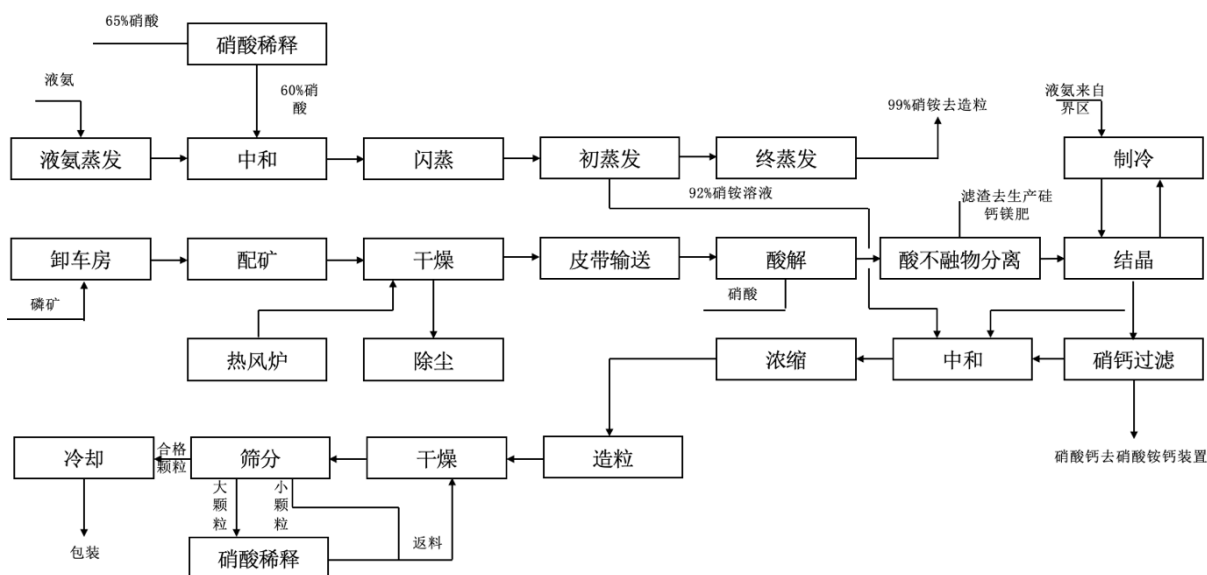 65%硝酸
硝酸稀释
液氨
60%硝
酸
99%硝铵去造粒
液氨来自
界区
液氨蒸发
中和
闪蒸
初蒸发
终蒸发
制冷
92%硝铵溶液
滤渣去生产硅
钙镁肥
卸车房
配矿
干燥
皮带输送
酸解
酸不融物分离
结晶
磷矿
硝酸
热风炉
除尘
浓缩
中和
硝钙过滤
冷却
合格
颗粒
筛分
干燥
造粒
硝酸钙去硝酸铵钙装置
大
颗
粒
小
颗
粒
包装
硝酸稀释
返料